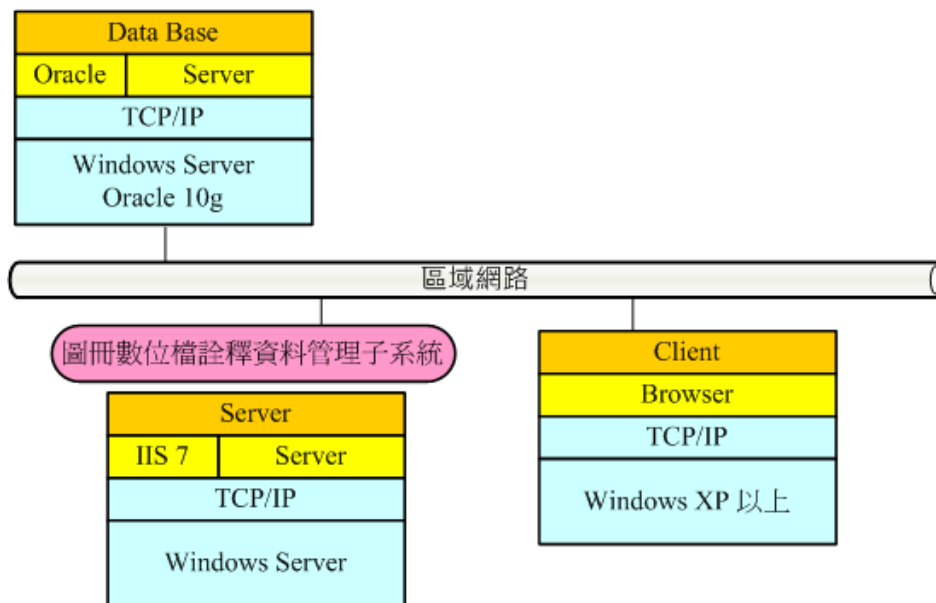 Data Base
Oracle Server
TCP/IP
Windows Server
Oracle 10g
區域網路
圖冊數位檔詮釋資料管理子系統
Server
IIS 7 Server
TCP/IP
Windows Server
Client
Browser
TCP/IP
Windows XP 以上